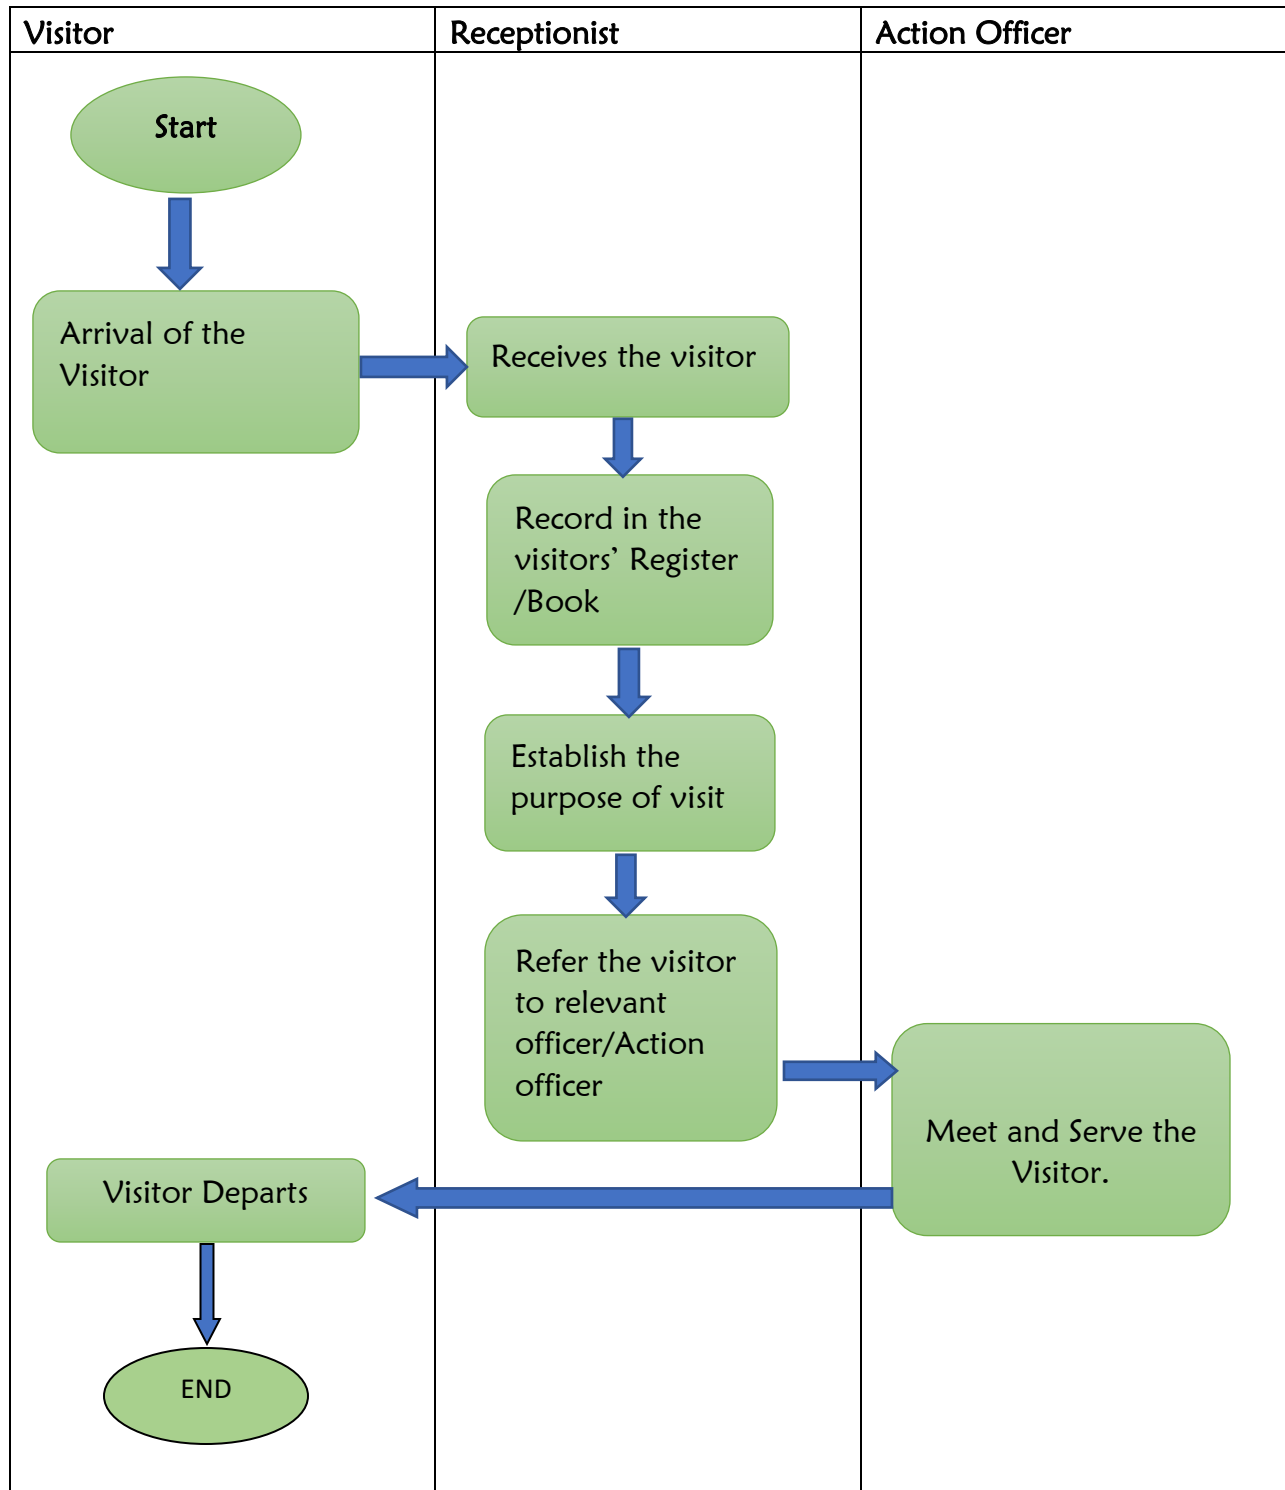 Visitor
Receptionist
Action Officer
Start
Arrival of the
Visitor
Receives the visitor
Record in the
visitors’ Register
/Book
Establish the
purpose of visit
Refer the visitor
to relevant
officer/Action
officer
Meet and Serve the
Visitor.
Visitor Departs
END